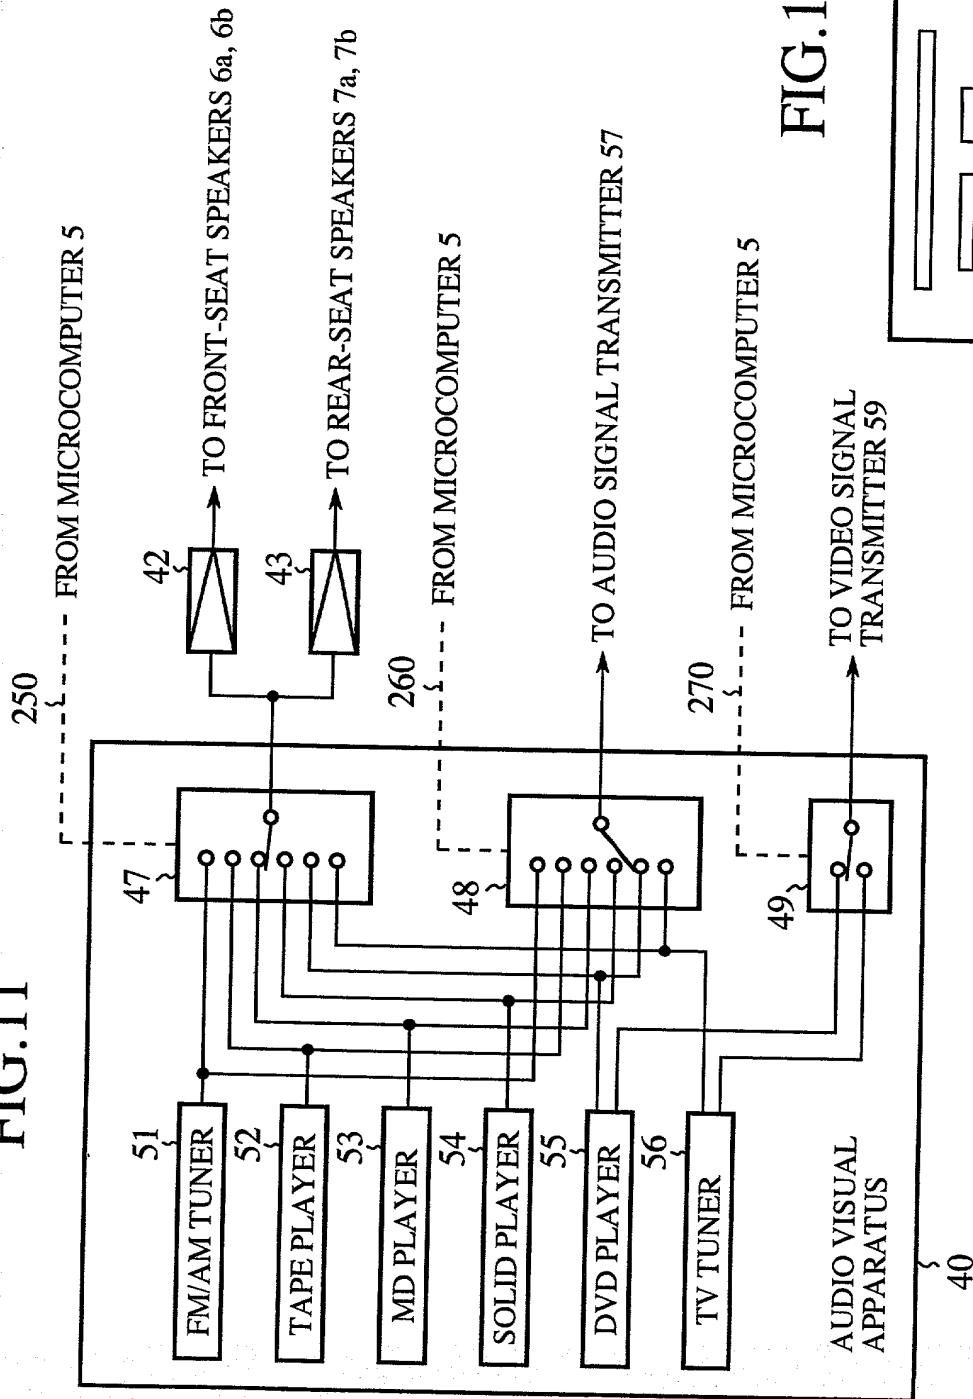 FIG.11
250
FROM MICROCOMPUTER 5
47
42
TO FRONT-SEAT SPEAKERS 6a, 6b
43
TO REAR-SEAT SPEAKERS 7a, 7b
260
FROM MICROCOMPUTER 5
48
TO AUDIO SIGNAL TRANSMITTER 57
270
FROM MICROCOMPUTER 5
49
TO VIDEO SIGNAL
TRANSMITTER 59
51
FM/AM TUNER
52
TAPE PLAYER
53
MD PLAYER
54
SOLID PLAYER
55
DVD PLAYER
56
TV TUNER
AUDIO VISUAL
APPARATUS
40
FIG.1